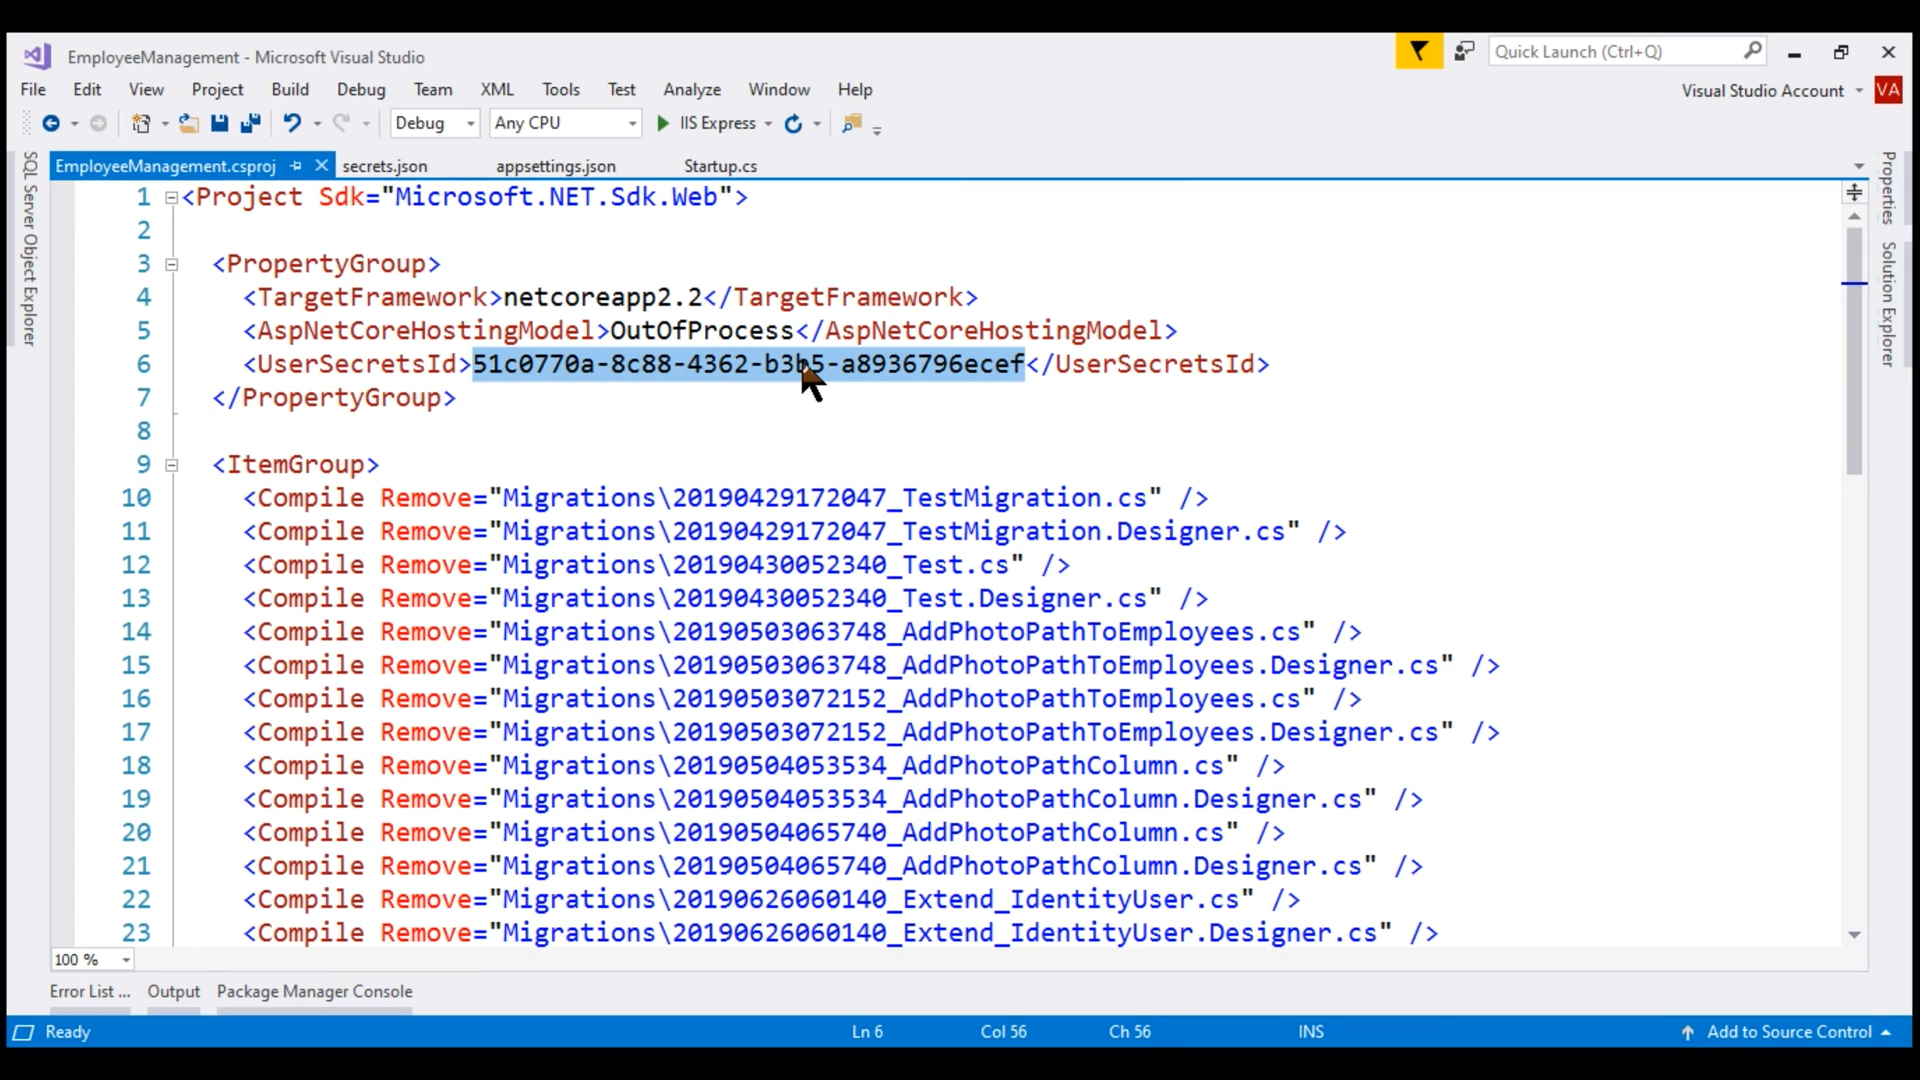 EmployeeManagement - Microsoft Visual Studio
Quick Launch (Ctrl+Q)
File Edit View Project Build Debug Team XML Tools Test Analyze Window Help
Visual Studio Account VA
Debug Any CPU IIS Express
EmployeeManagement.csproj secrets.json appsettings.json Startup.cs
SQL Server Object Explorer
Properties
Solution Explorer
1 <Project Sdk="Microsoft.NET.Sdk.Web">
2
3 <PropertyGroup>
4 <TargetFramework>netcoreapp2.2</TargetFramework>
5 <AspNetCoreHostingModel>OutOfProcess</AspNetCoreHostingModel>
6 <UserSecretsId>51c0770a-8c88-4362-b3b5-a8936796ecef</UserSecretsId>
7 </PropertyGroup>
8
9 <ItemGroup>
10 <Compile Remove="Migrations\20190429172047_TestMigration.cs" />
11 <Compile Remove="Migrations\20190429172047_TestMigration.Designer.cs" />
12 <Compile Remove="Migrations\20190430052340_Test.cs" />
13 <Compile Remove="Migrations\20190430052340_Test.Designer.cs" />
14 <Compile Remove="Migrations\20190503063748_AddPhotoPathToEmployees.cs" />
15 <Compile Remove="Migrations\20190503063748_AddPhotoPathToEmployees.Designer.cs" />
16 <Compile Remove="Migrations\20190503072152_AddPhotoPathToEmployees.cs" />
17 <Compile Remove="Migrations\20190503072152_AddPhotoPathToEmployees.Designer.cs" />
18 <Compile Remove="Migrations\20190504053534_AddPhotoPathColumn.cs" />
19 <Compile Remove="Migrations\20190504053534_AddPhotoPathColumn.Designer.cs" />
20 <Compile Remove="Migrations\20190504065740_AddPhotoPathColumn.cs" />
21 <Compile Remove="Migrations\20190504065740_AddPhotoPathColumn.Designer.cs" />
22 <Compile Remove="Migrations\20190626060140_Extend_IdentityUser.cs" />
23 <Compile Remove="Migrations\20190626060140_Extend_IdentityUser.Designer.cs" />
100 %
Error List ... Output Package Manager Console
Ready Ln 6 Col 56 Ch 56 INS Add to Source Control